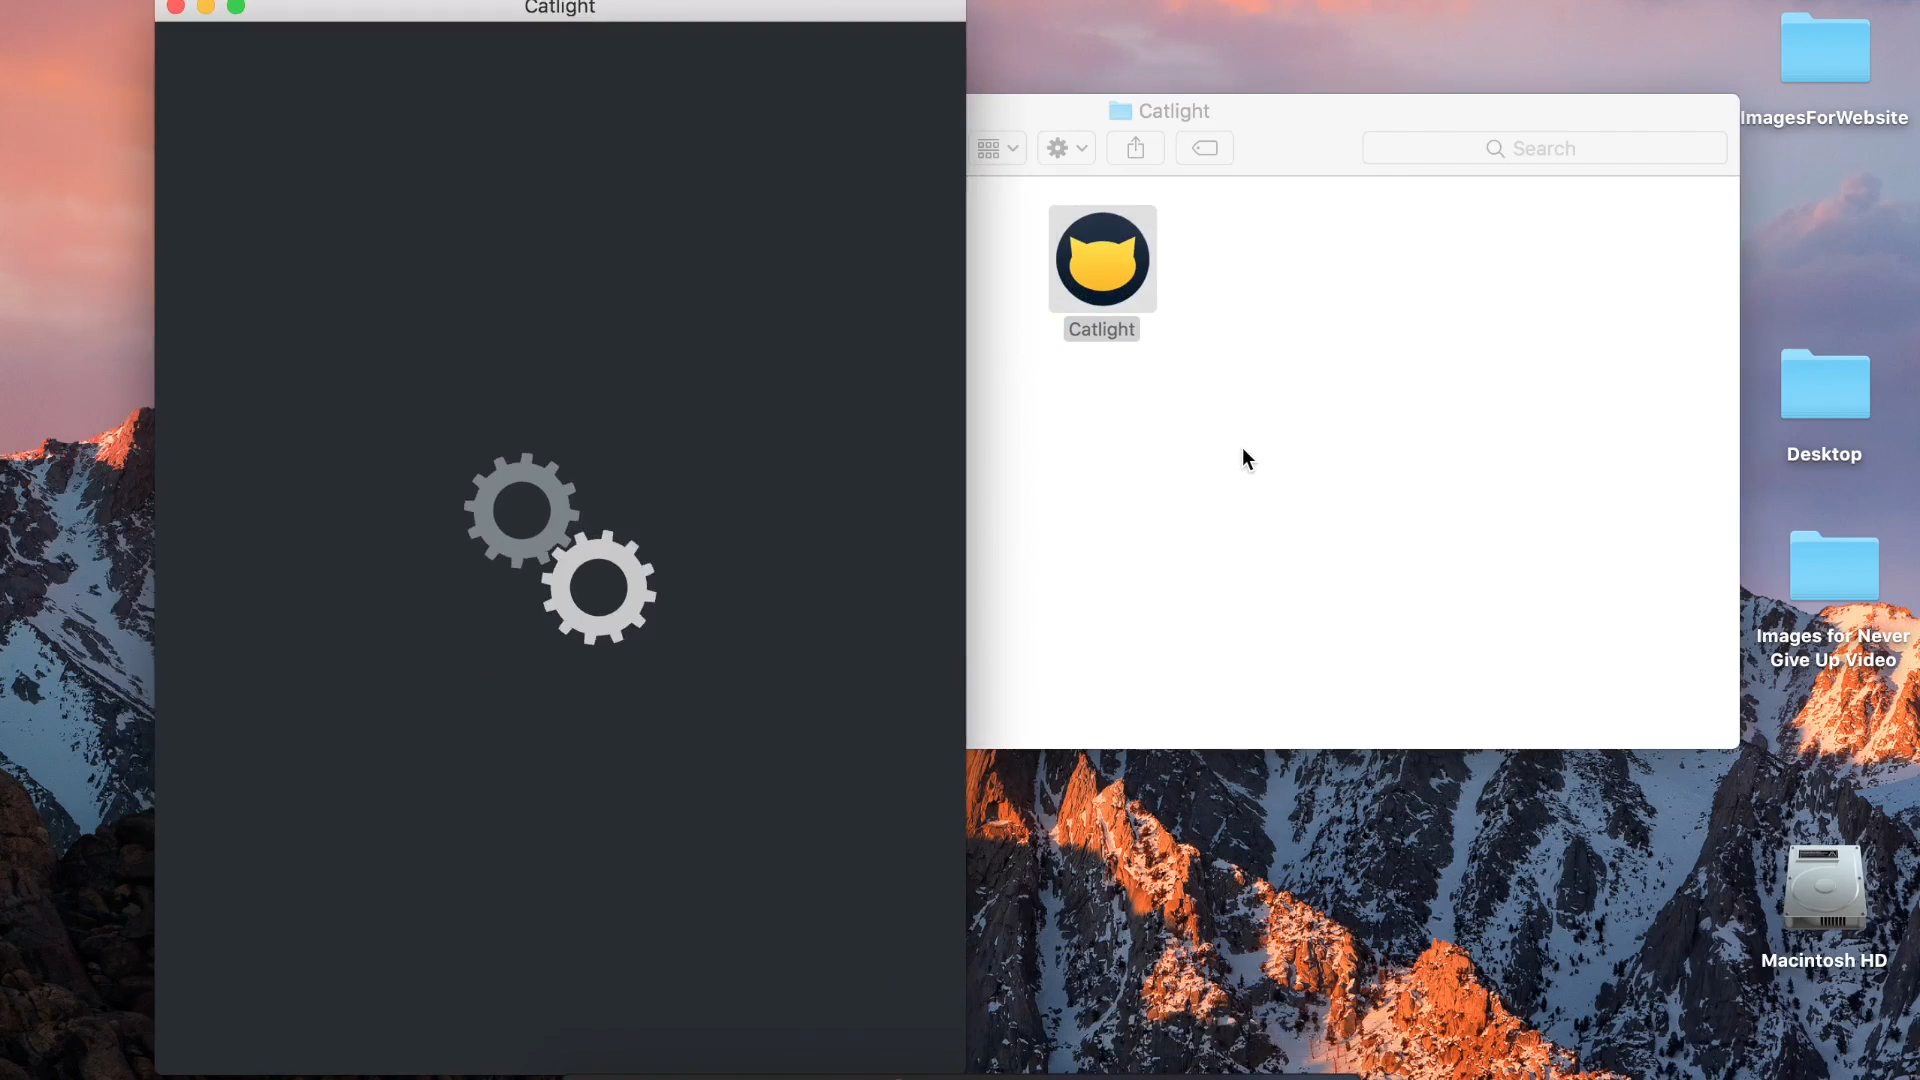 Catlight
Catlight
Search
Catlight
ImagesForWebsite
Desktop
Images for Never
Give Up Video
Macintosh HD